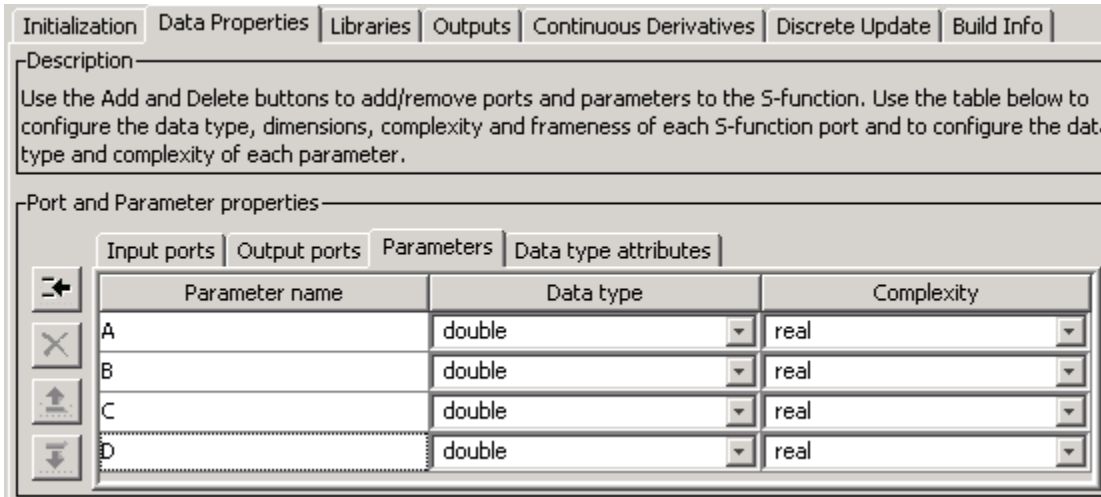 Initialization Data Properties Libraries Outputs Continuous Derivatives Discrete Update Build Info
Description
Use the Add and Delete buttons to add/remove ports and parameters to the S-function. Use the table below to
configure the data type, dimensions, complexity and frameness of each S-function port and to configure the dat
type and complexity of each parameter.
Port and Parameter properties
Input ports Output ports Parameters Data type attributes
Parameter name Data type Complexity
A double real
B double real
C double real
D double real